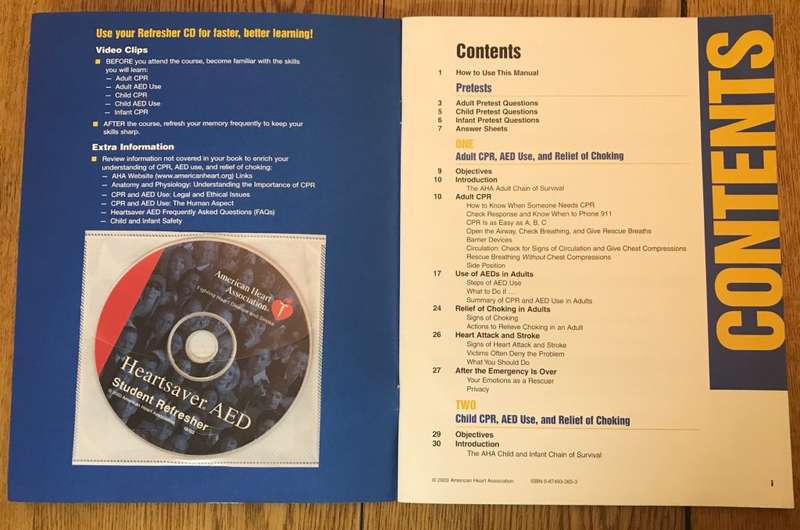 Use your Refresher CD for faster, better learning!
Video Clips
BEFORE you attend the course, become familiar with the skills
you will learn:
— Adult CPR
— Adult AED Use
— Child CPR
— Child AED Use
— Infant CPR
AFTER the course, refresh your memory frequently to keep your
skills sharp.
Extra Information
Review information not covered in your book to enrich your
understanding of CPR, AED use, and relief of choking:
— AHA Website (www.americanheart.org) Links
— Anatomy and Physiology: Understanding the Importance of CPR
— CPR and AED Use: Legal and Ethical Issues
— CPR and AED Use: The Human Aspect
— Heartsaver AED Frequently Asked Questions (FAQs)
— Child and Infant Safety
American Heart
Association
Fighting Heart Disease and Stroke
Heartsaver AED
Student Refresher
© 2002 American Heart Association
Contents
1 How to Use This Manual
Pretests
3 Adult Pretest Questions
5 Child Pretest Questions
6 Infant Pretest Questions
7 Answer Sheets
ONE
Adult CPR, AED Use, and Relief of Choking
9 Objectives
10 Introduction
The AHA Adult Chain of Survival
10 Adult CPR
How to Know When Someone Needs CPR
Check Response and Know When to Phone 911
CPR Is as Easy as A, B, C
Open the Airway, Check Breathing, and Give Rescue Breaths
Barrier Devices
Circulation: Check for Signs of Circulation and Give Chest Compressions
Rescue Breathing Without Chest Compressions
Side Position
17 Use of AEDs in Adults
Steps of AED Use
What to Do if ....
Summary of CPR and AED Use in Adults
24 Relief of Choking in Adults
Signs of Choking
Actions to Relieve Choking in an Adult
26 Heart Attack and Stroke
Signs of Heart Attack and Stroke
Victims Often Deny the Problem
What You Should Do
27 After the Emergency Is Over
Your Emotions as a Rescuer
Privacy
TWO
Child CPR, AED Use, and Relief of Choking
29 Objectives
30 Introduction
The AHA Child and Infant Chain of Survival
© 2002 American Heart Association ISBN 0-87493-365-3
i
CONTENTS